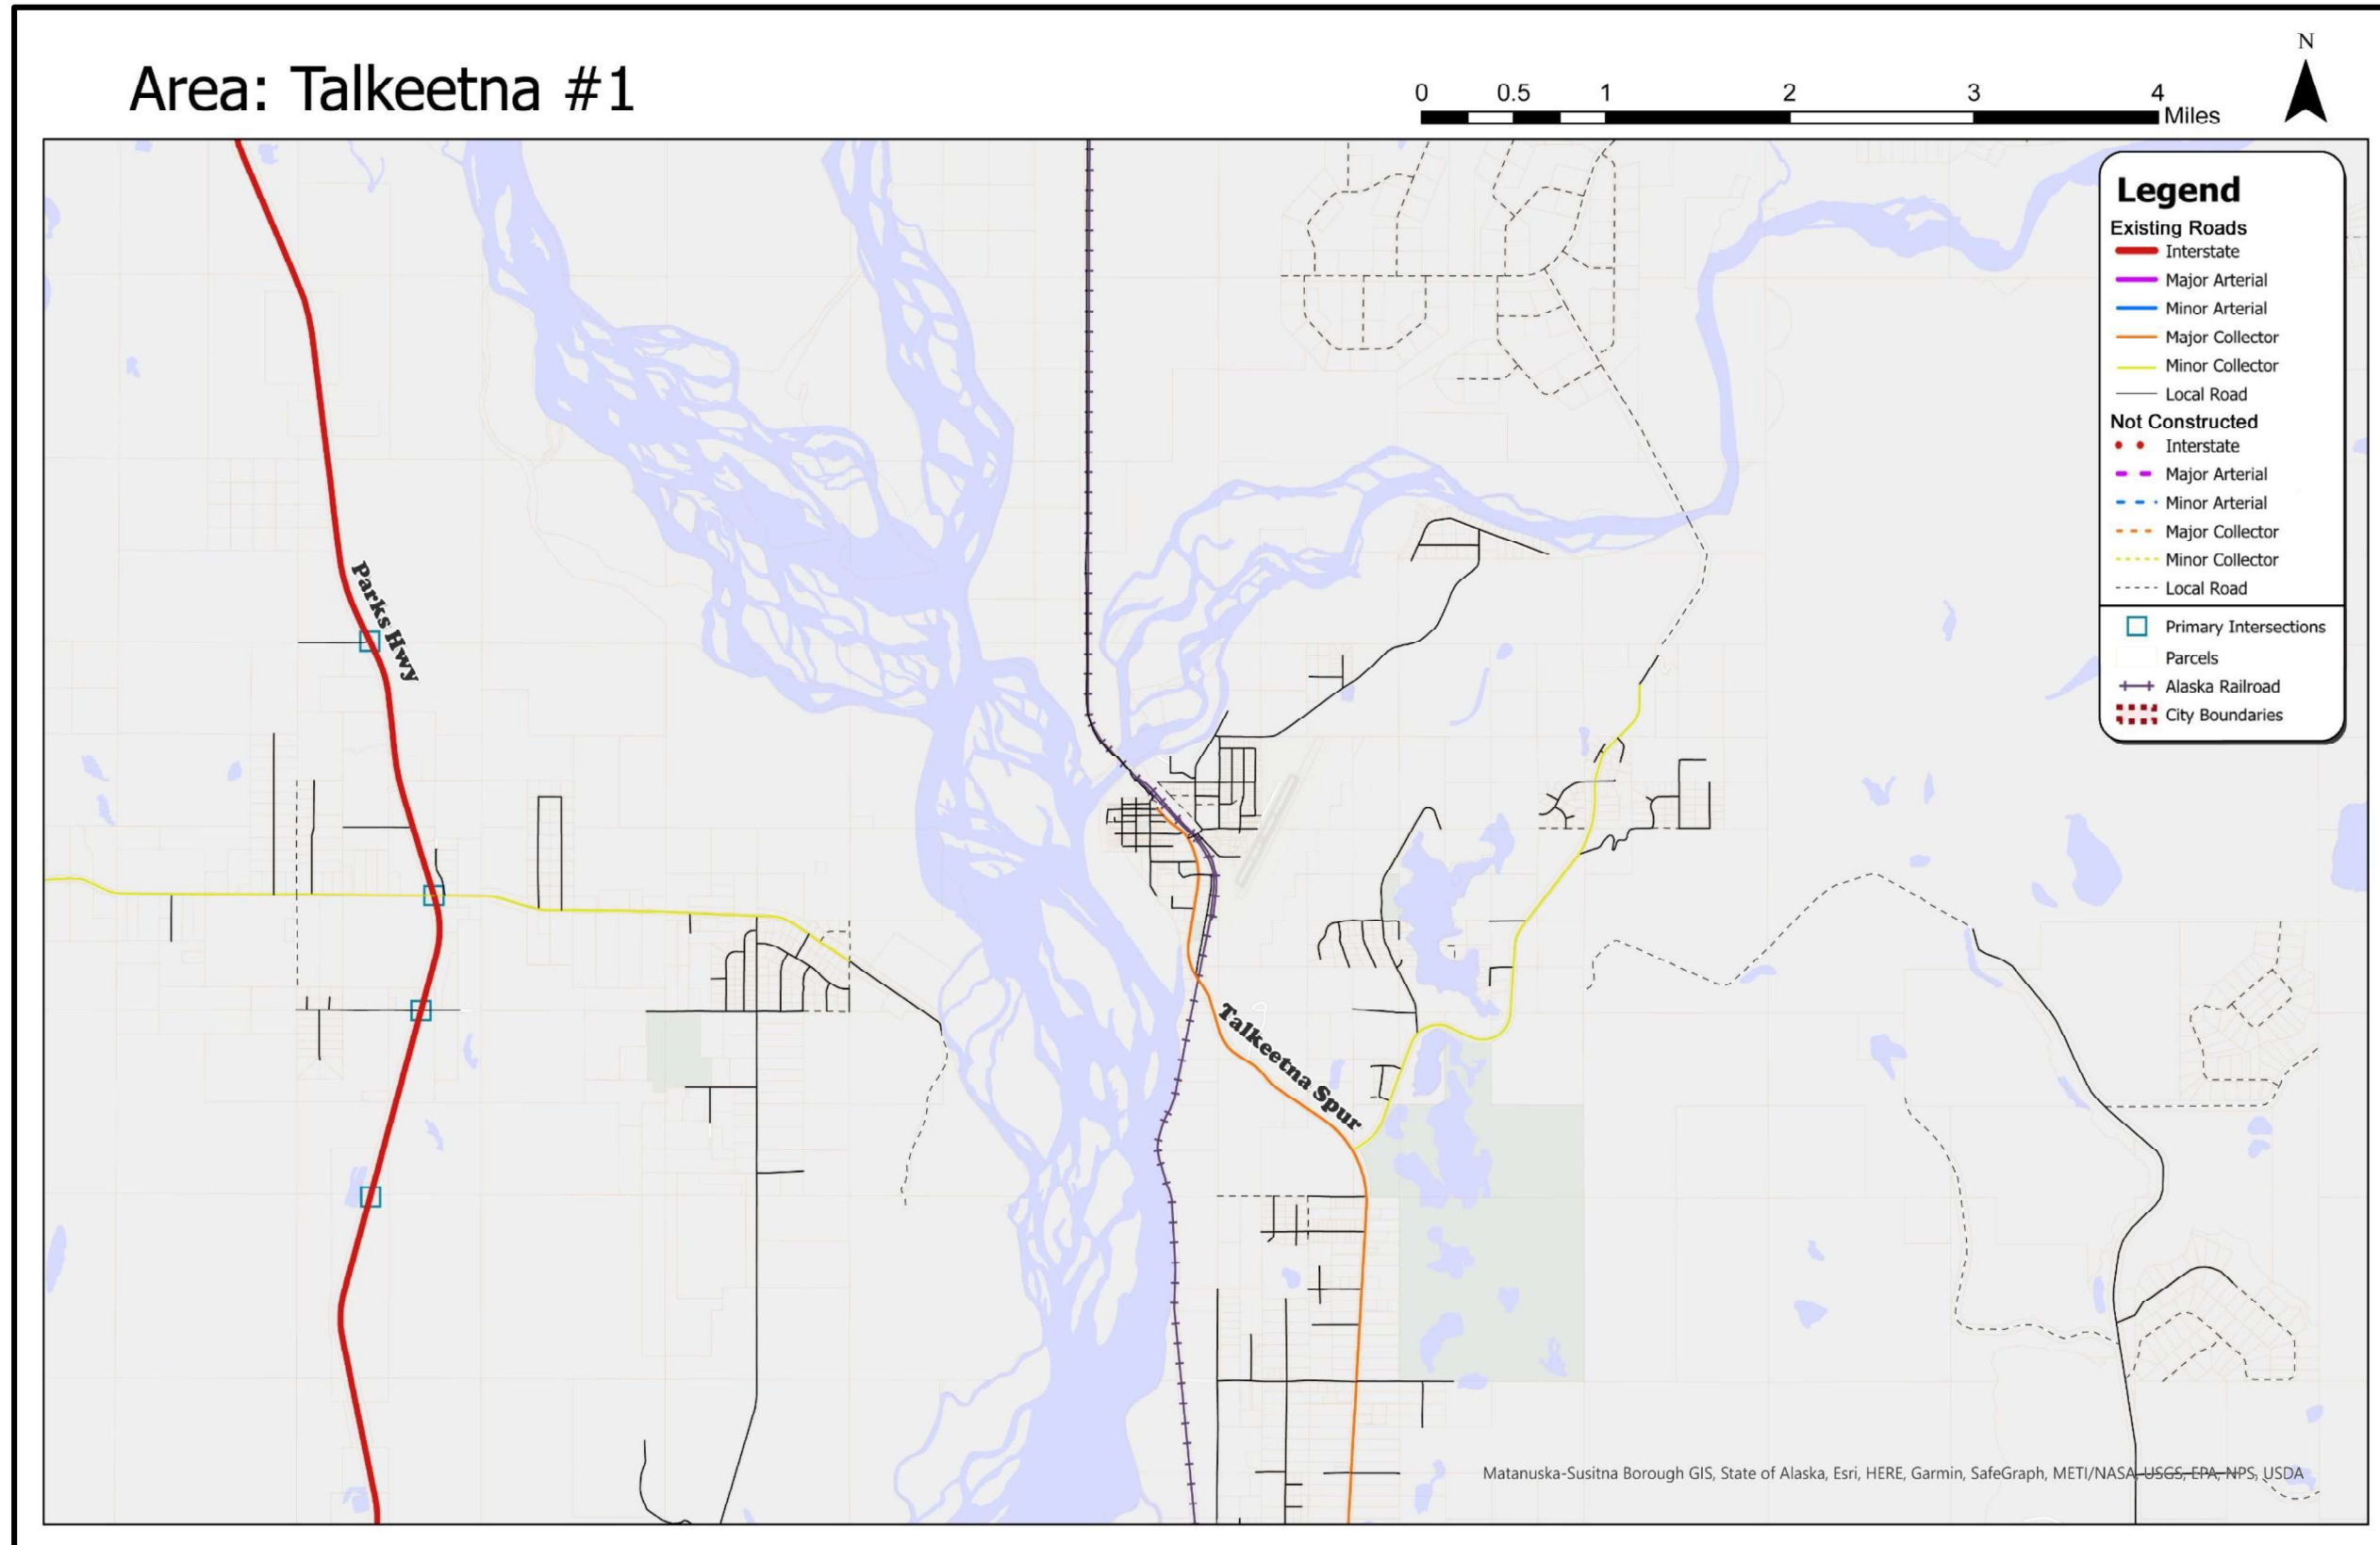 Area: Talkeetna #1
0 0.5 1 2 3 4
Miles
N
Legend
Existing Roads
Interstate
Major Arterial
Minor Arterial
Major Collector
Minor Collector
Local Road
Not Constructed
Interstate
Major Arterial
Minor Arterial
Major Collector
Minor Collector
Local Road
Primary Intersections
Parcels
Alaska Railroad
City Boundaries
Parks Hwy
Talkeetna Spur
Matanuska-Susitna Borough GIS, State of Alaska, Esri, HERE, Garmin, SafeGraph, METI/NASA, USGS, EPA, NPS, USDA